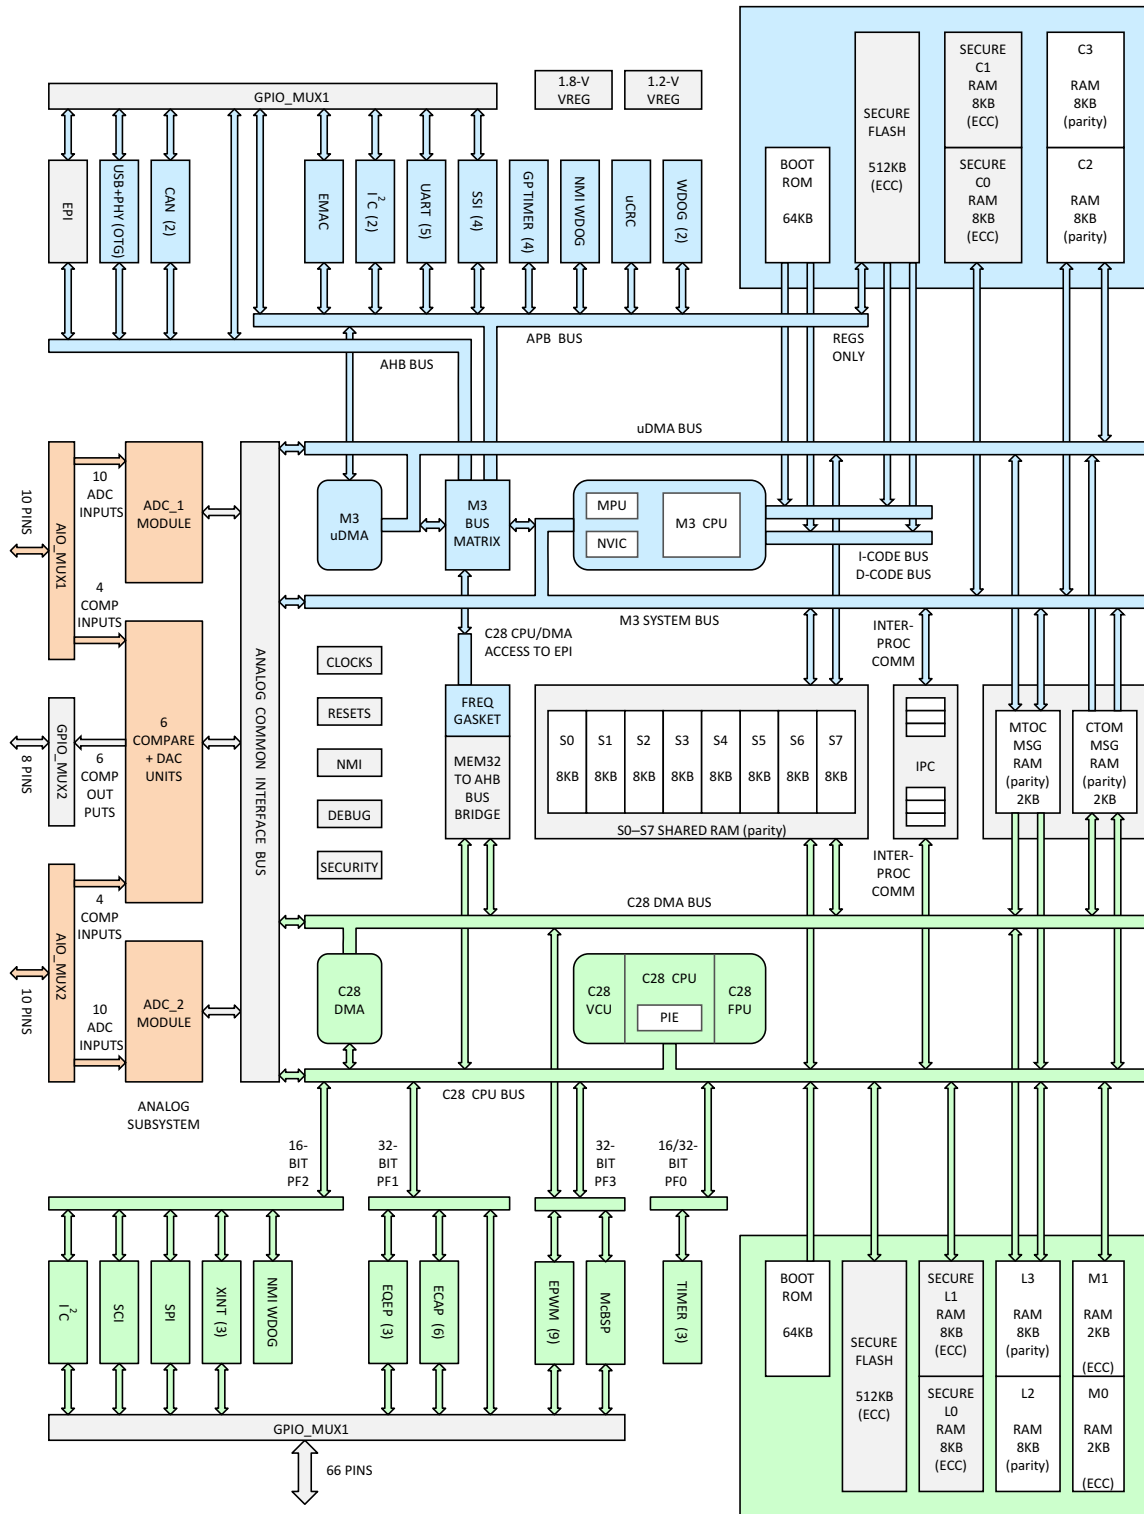 GPIO_MUX1
1.8-V
VREG
1.2-V
VREG
EPI
USB+PHY (OTG)
CAN (2)
EMAC
I2C (2)
UART (5)
SSI (4)
GP TIMER (4)
NMI WDOG
uCRC
WDOG (2)
BOOT
ROM
64KB
SECURE
FLASH
512KB
(ECC)
SECURE
C1
RAM
8KB
(ECC)
SECURE
C0
RAM
8KB
(ECC)
C3
RAM
8KB
(parity)
C2
RAM
8KB
(parity)
APB BUS
REGS
ONLY
AHB BUS
uDMA BUS
10 PINS
AIO_MUX1
10
ADC
INPUTS
4
COMP
INPUTS
ADC_1
MODULE
M3
uDMA
M3
BUS
MATRIX
MPU
NVIC
M3 CPU
I-CODE BUS
D-CODE BUS
M3 SYSTEM BUS
C28 CPU/DMA
ACCESS TO EPI
INTER-
PROC
COMM
ANALOG COMMON INTERFACE BUS
CLOCKS
RESETS
NMI
DEBUG
SECURITY
FREQ
GASKET
MEM32
TO AHB
BUS
BRIDGE
S0
8KB
S1
8KB
S2
8KB
S3
8KB
S4
8KB
S5
8KB
S6
8KB
S7
8KB
S0–S7 SHARED RAM (parity)
IPC
MTOC
MSG
RAM
(parity)
2KB
CTOM
MSG
RAM
(parity)
2KB
8 PINS
GPIO_MUX2
6
COMP
OUT
PUTS
6
COMPARE
+ DAC
UNITS
INTER-
PROC
COMM
C28 DMA BUS
AIO_MUX2
10 PINS
4
COMP
INPUTS
10
ADC
INPUTS
ADC_2
MODULE
C28
DMA
C28
VCU
C28 CPU
PIE
C28
FPU
C28 CPU BUS
ANALOG
SUBSYSTEM
16-
BIT
PF2
32-
BIT
PF1
32-
BIT
PF3
16/32-
BIT
PF0
I2C
SCI
SPI
XINT (3)
NMI WDOG
EQEP (3)
ECAP (6)
EPWM (9)
McBSP
TIMER (3)
BOOT
ROM
64KB
SECURE
FLASH
512KB
(ECC)
SECURE
L1
RAM
8KB
(ECC)
SECURE
L0
RAM
8KB
(ECC)
L3
RAM
8KB
(parity)
L2
RAM
8KB
(parity)
M1
RAM
2KB
(ECC)
M0
RAM
2KB
(ECC)
GPIO_MUX1
66 PINS